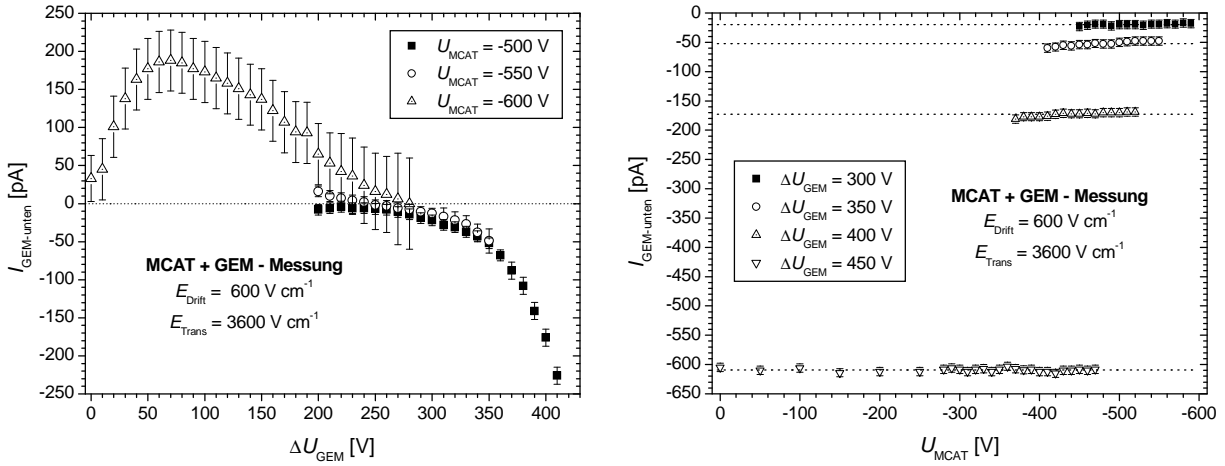 250
200
150
100
50
0
-50
-100
-150
-200
-250
I_GEM-unten [pA]
U_MCAT = -500 V
U_MCAT = -550 V
U_MCAT = -600 V
MCAT + GEM - Messung
E_Drift = 600 V cm⁻¹
E_Trans = 3600 V cm⁻¹
0 50 100 150 200 250 300 350 400
ΔU_GEM [V]
0
-50
-100
-150
-200
-250
-300
-350
-400
-450
-500
-550
-600
-650
I_GEM-unten [pA]
ΔU_GEM = 300 V
ΔU_GEM = 350 V
ΔU_GEM = 400 V
ΔU_GEM = 450 V
MCAT + GEM - Messung
E_Drift = 600 V cm⁻¹
E_Trans = 3600 V cm⁻¹
0 -100 -200 -300 -400 -500 -600
U_MCAT [V]